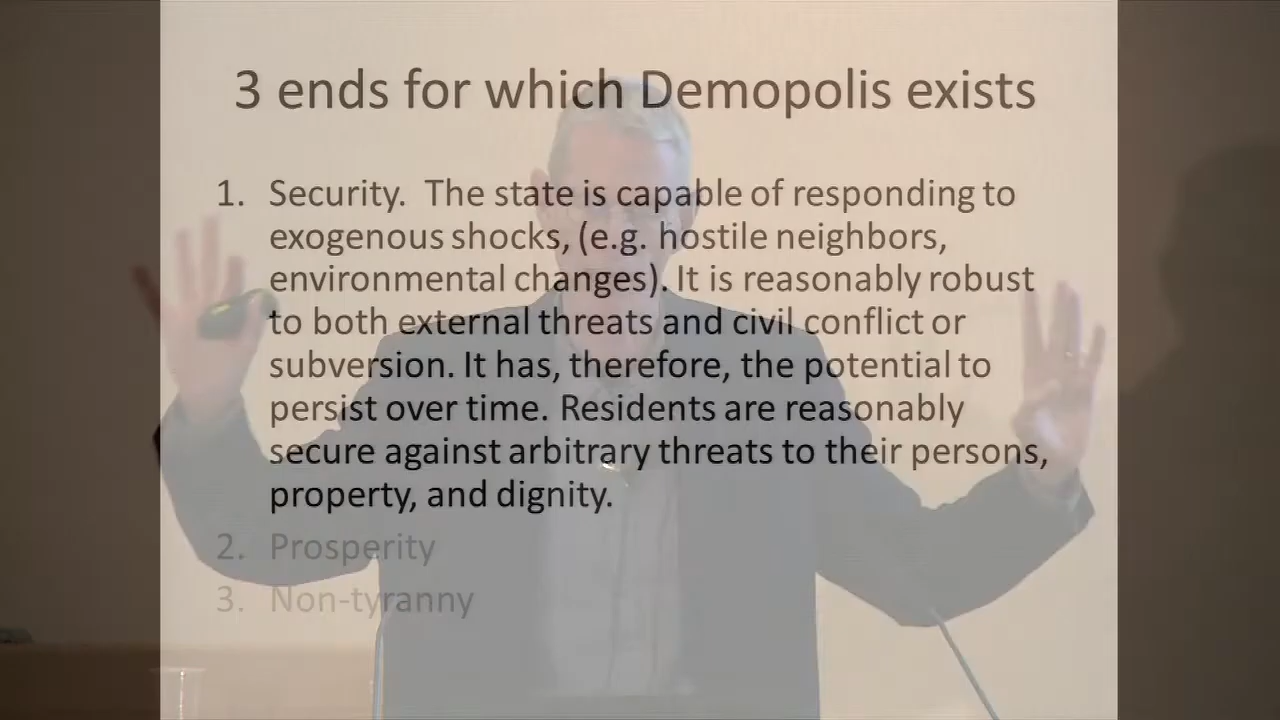 3 ends for which Demopolis exists
1. Security. The state is capable of responding to
exogenous shocks, (e.g. hostile neighbors,
environmental changes). It is reasonably robust
to both external threats and civil conflict or
subversion. It has, therefore, the potential to
persist over time. Residents are reasonably
secure against arbitrary threats to their persons,
property, and dignity.
2. Prosperity
3. Non-tyranny